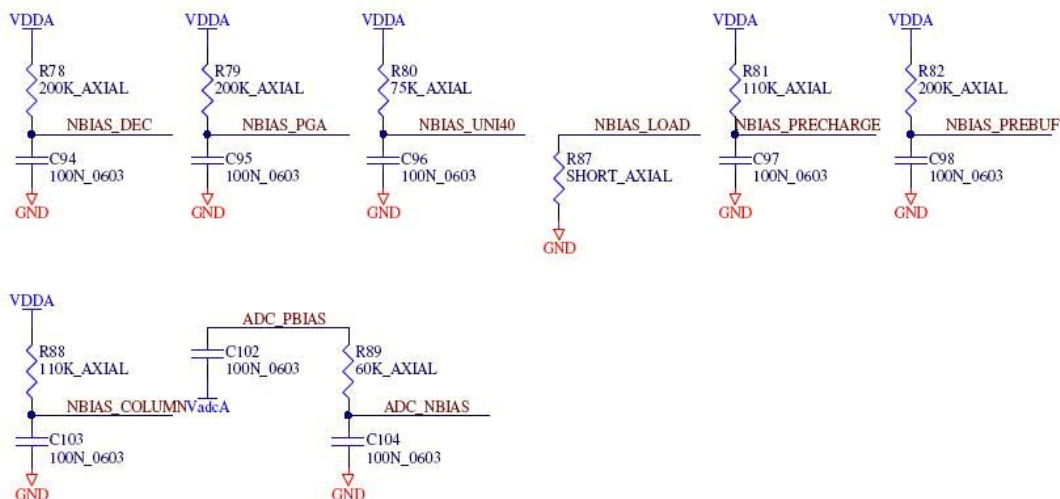 VDDA
R78
200K_AXIAL
NBIAS_DEC
C94
100N_0603
GND
VDDA
R79
200K_AXIAL
NBIAS_PGA
C95
100N_0603
GND
VDDA
R80
75K_AXIAL
NBIAS_UNI40
C96
100N_0603
GND
NBIAS_LOAD
R87
SHORT_AXIAL
GND
VDDA
R81
110K_AXIAL
NBIAS_PRECHARGE
C97
100N_0603
GND
VDDA
R82
200K_AXIAL
NBIAS_PREBUF
C98
100N_0603
GND
VDDA
R88
110K_AXIAL
NBIAS_COLUMN
C103
100N_0603
GND
ADC_PBIAS
C102
100N_0603
VadcA
R89
60K_AXIAL
ADC_NBIAS
C104
100N_0603
GND